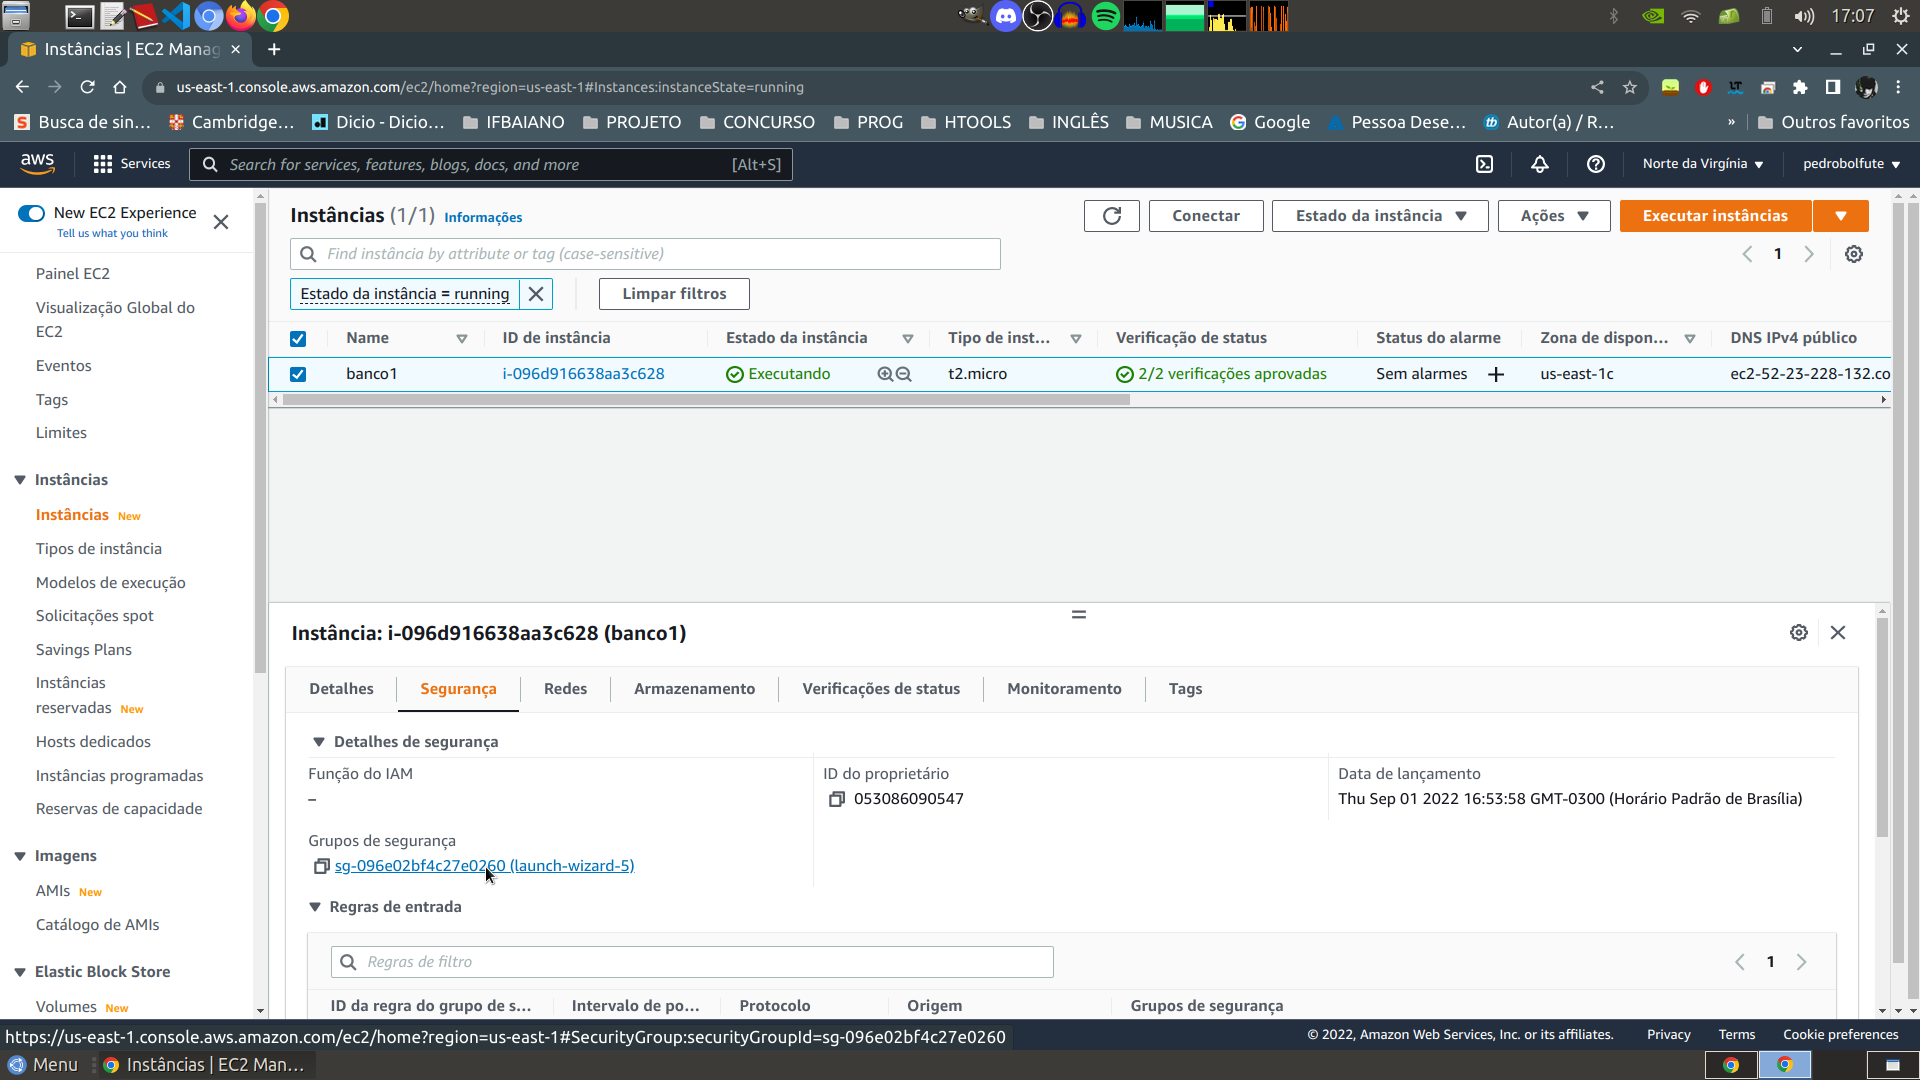 17:07
Instâncias | EC2 Manag
us-east-1.console.aws.amazon.com/ec2/home?region=us-east-1#Instances:instanceState=running
Busca de sin... Cambridge... Dicio - Dicio... IFBAIANO PROJETO CONCURSO PROG HTOOLS INGLÊS MUSICA Google Pessoa Dese... Autor(a) / R... » Outros favoritos
aws Services Search for services, features, blogs, docs, and more [Alt+S] Norte da Virgínia pedrobolfute
New EC2 Experience
Tell us what you think
Painel EC2
Visualização Global do
EC2
Eventos
Tags
Limites
Instâncias
Instâncias New
Tipos de instância
Modelos de execução
Solicitações spot
Savings Plans
Instâncias
reservadas New
Hosts dedicados
Instâncias programadas
Reservas de capacidade
Imagens
AMIs New
Catálogo de AMIs
Elastic Block Store
Volumes New
Instâncias (1/1) Informações
Conectar Estado da instância Ações Executar instâncias
Find instância by attribute or tag (case-sensitive)
1
Estado da instância = running Limpar filtros
Name ID de instância Estado da instância Tipo de inst... Verificação de status Status do alarme Zona de dispon... DNS IPv4 público
banco1 i-096d916638aa3c628 Executando t2.micro 2/2 verificações aprovadas Sem alarmes us-east-1c ec2-52-23-228-132.co
Instância: i-096d916638aa3c628 (banco1)
Detalhes Segurança Redes Armazenamento Verificações de status Monitoramento Tags
Detalhes de segurança
Função do IAM ID do proprietário Data de lançamento
– 053086090547 Thu Sep 01 2022 16:53:58 GMT-0300 (Horário Padrão de Brasília)
Grupos de segurança
sg-096e02bf4c27e0260 (launch-wizard-5)
Regras de entrada
Regras de filtro
1
ID da regra do grupo de s... Intervalo de po... Protocolo Origem Grupos de segurança
https://us-east-1.console.aws.amazon.com/ec2/home?region=us-east-1#SecurityGroup:securityGroupId=sg-096e02bf4c27e0260
© 2022, Amazon Web Services, Inc. or its affiliates. Privacy Terms Cookie preferences
Menu Instâncias | EC2 Man...